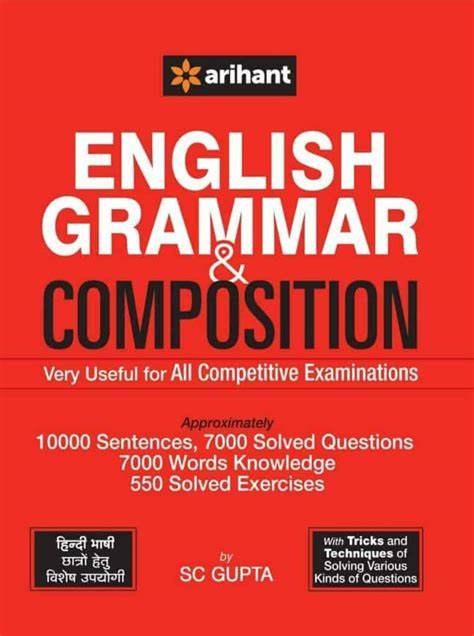 arihant
ENGLISH
GRAMMAR
&
COMPOSITION
Very Useful for All Competitive Examinations
Approximately
10000 Sentences, 7000 Solved Questions
7000 Words Knowledge
550 Solved Exercises
हिन्दी भाषी
छात्रों हेतु
विशेष उपयोगी
by
SC GUPTA
With Tricks and
Techniques of
Solving Various
Kinds of Questions